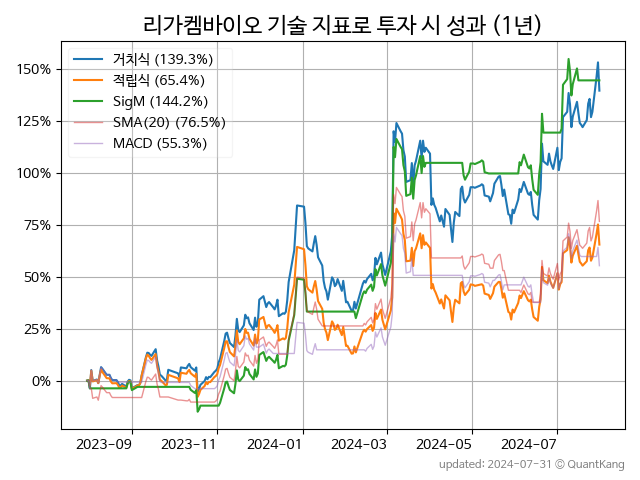 리가켐바이오 기술 지표로 투자 시 성과 (1년)
거치식 (139.3%)
적립식 (65.4%)
SigM (144.2%)
SMA(20) (76.5%)
MACD (55.3%)
150%
125%
100%
75%
50%
25%
0%
2023-09 2023-11 2024-01 2024-03 2024-05 2024-07
updated: 2024-07-31 © QuantKang